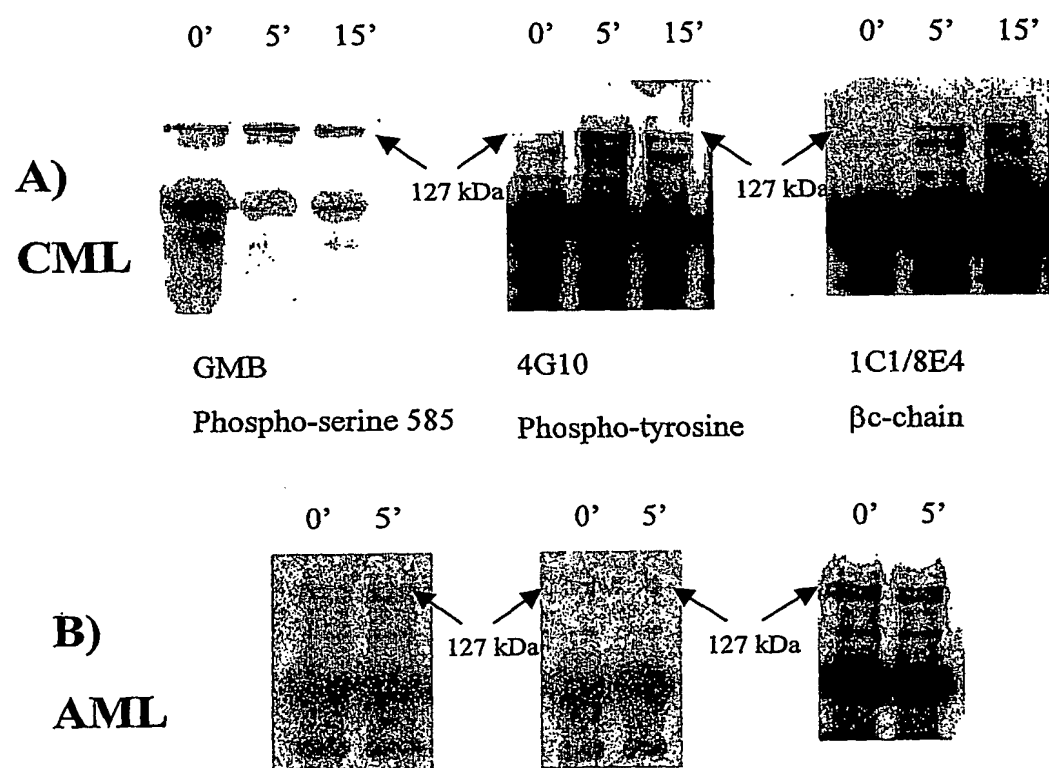 0’ 5’ 15’ 0’ 5’ 15’ 0’ 5’ 15’
A)
CML
127 kDa 127 kDa
GMB 4G10 1C1/8E4
Phospho-serine 585 Phospho-tyrosine βc-chain
0’ 5’ 0’ 5’ 0’ 5’
B)
AML
127 kDa 127 kDa